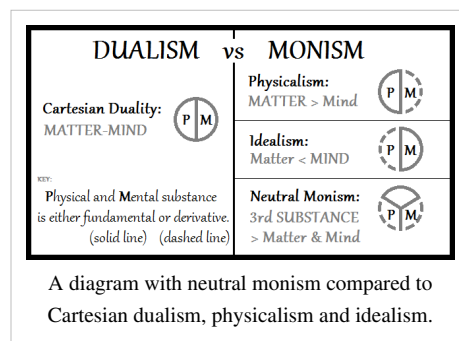 DUALISM vs MONISM
Cartesian Duality:
MATTER-MIND
P M
KEY:
Physical and Mental substance
is either fundamental or derivative.
(solid line) (dashed line)
Physicalism:
MATTER > Mind
P M
Idealism:
Matter < MIND
P M
Neutral Monism:
3rd SUBSTANCE
> Matter & Mind
P M
A diagram with neutral monism compared to
Cartesian dualism, physicalism and idealism.